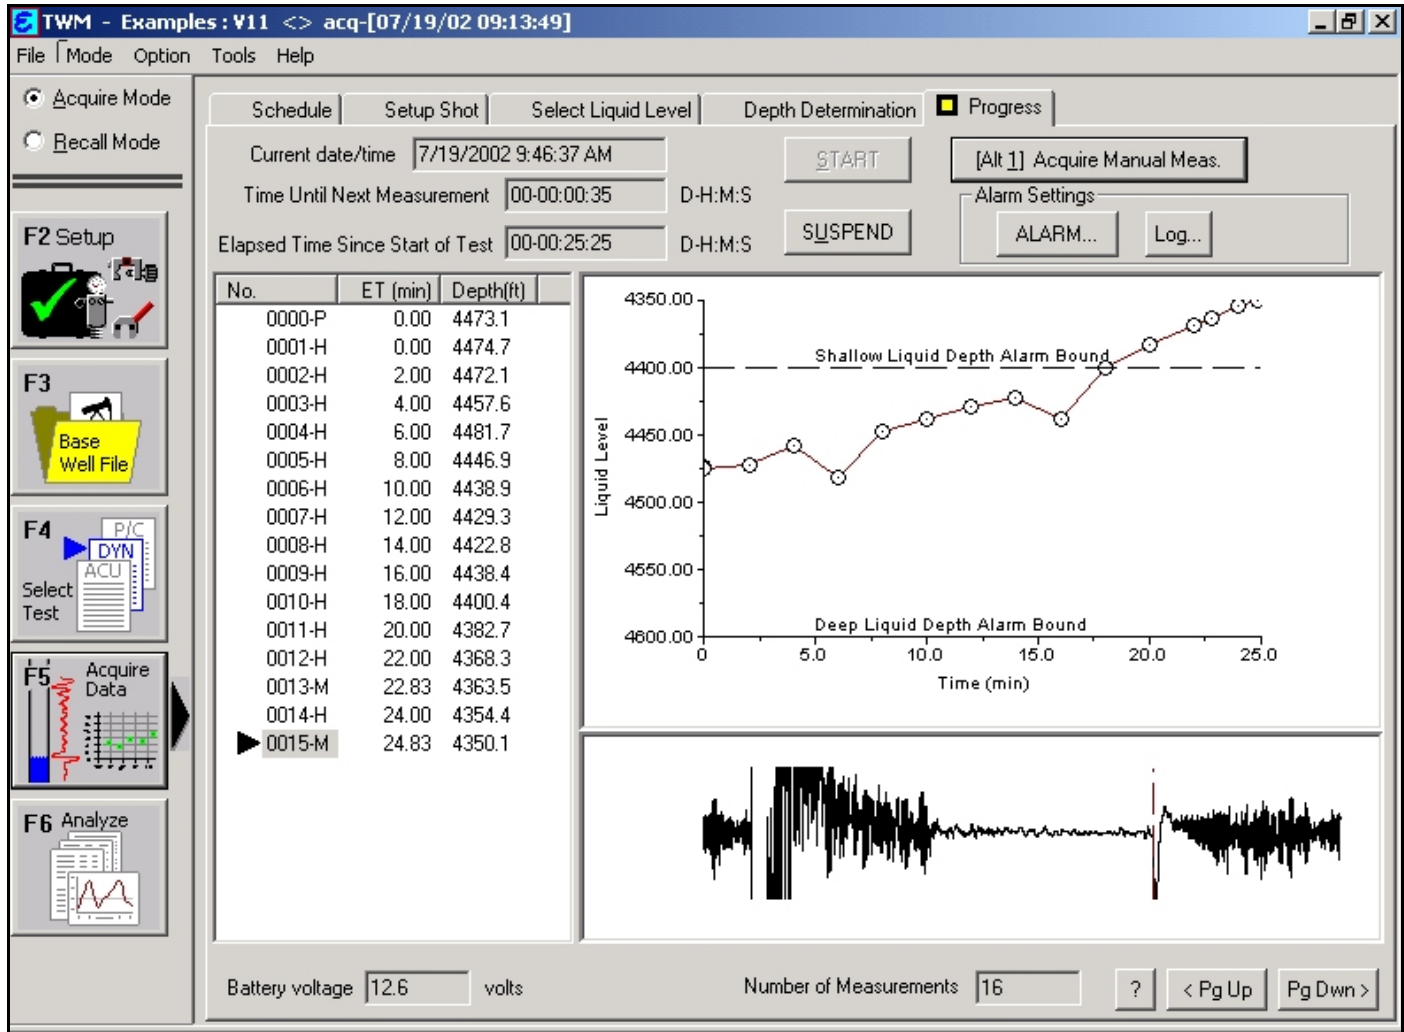 TWM - Examples : V11 <> acq-[07/19/02 09:13:49]
File Mode Option Tools Help
Acquire Mode
Recall Mode
F2 Setup
F3
Base
Well File
F4
P/C
DYN
ACU
Select
Test
F5
Acquire
Data
F6 Analyze
Schedule Setup Shot Select Liquid Level Depth Determination Progress
Current date/time 7/19/2002 9:46:37 AM START [Alt 1] Acquire Manual Meas.
Time Until Next Measurement 00-00:00:35 D-H:M:S Alarm Settings
Elapsed Time Since Start of Test 00-00:25:25 D-H:M:S SUSPEND ALARM... Log...
No. ET (min) Depth(ft)
0000-P 0.00 4473.1
0001-H 0.00 4474.7
0002-H 2.00 4472.1
0003-H 4.00 4457.6
0004-H 6.00 4481.7
0005-H 8.00 4446.9
0006-H 10.00 4438.9
0007-H 12.00 4429.3
0008-H 14.00 4422.8
0009-H 16.00 4438.4
0010-H 18.00 4400.4
0011-H 20.00 4382.7
0012-H 22.00 4368.3
0013-M 22.83 4363.5
0014-H 24.00 4354.4
0015-M 24.83 4350.1
4350.00
Shallow Liquid Depth Alarm Bound
4400.00
4450.00
Liquid Level
4500.00
4550.00
Deep Liquid Depth Alarm Bound
4600.00
0 5.0 10.0 15.0 20.0 25.0
Time (min)
Battery voltage 12.6 volts Number of Measurements 16 ? < Pg Up Pg Dwn >